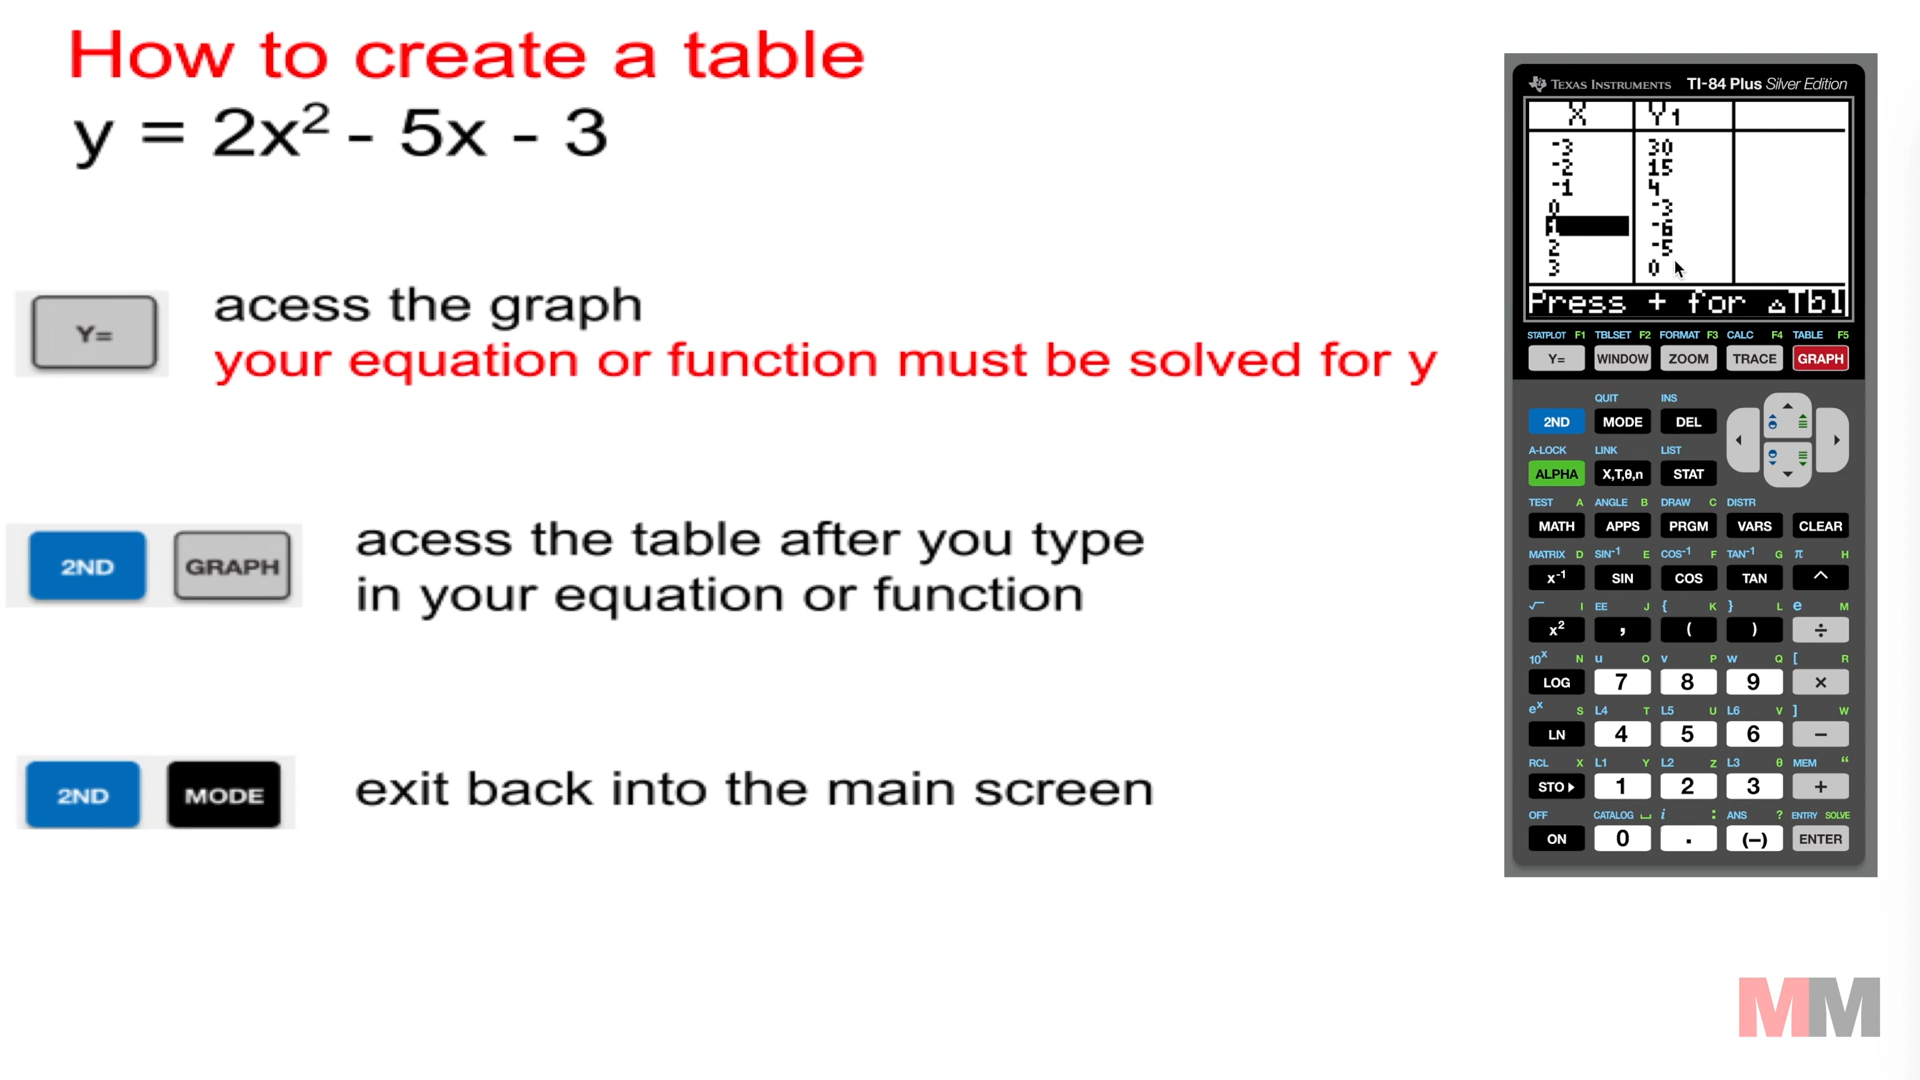 How to create a table
y = 2x² - 5x - 3
Y=
acess the graph
your equation or function must be solved for y
2ND GRAPH
acess the table after you type
in your equation or function
2ND MODE
exit back into the main screen
TEXAS INSTRUMENTS TI-84 Plus Silver Edition
X Y1
-3 30
-2 15
-1 4
0 -3
1 -6
2 -5
3 0
Press + for △Tbl
STATPLOT F1 TBLSET F2 FORMAT F3 CALC F4 TABLE F5
Y= WINDOW ZOOM TRACE GRAPH
QUIT INS
2ND MODE DEL
A-LOCK LINK LIST
ALPHA X,T,θ,n STAT
TEST A ANGLE B DRAW C DISTR
MATH APPS PRGM VARS CLEAR
MATRIX D SIN⁻¹ E COS⁻¹ F TAN⁻¹ G π H
x⁻¹ SIN COS TAN ^
√ I EE J { K } L e M
x² , ( ) ÷
10ˣ N u O v P w Q [ R
LOG 7 8 9 ×
eˣ S L4 T L5 U L6 V ] W
LN 4 5 6 −
RCL X L1 Y L2 Z L3 θ MEM “
STO▶ 1 2 3 +
OFF CATALOG ⎵ i : ANS ? ENTRY SOLVE
ON 0 . (−) ENTER
MM